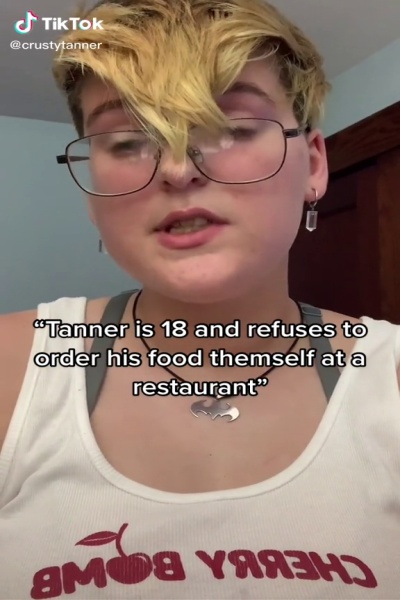 TikTok
@crustytanner
“Tanner is 18 and refuses to
order his food themself at a
restaurant”
CHERRY BOMB